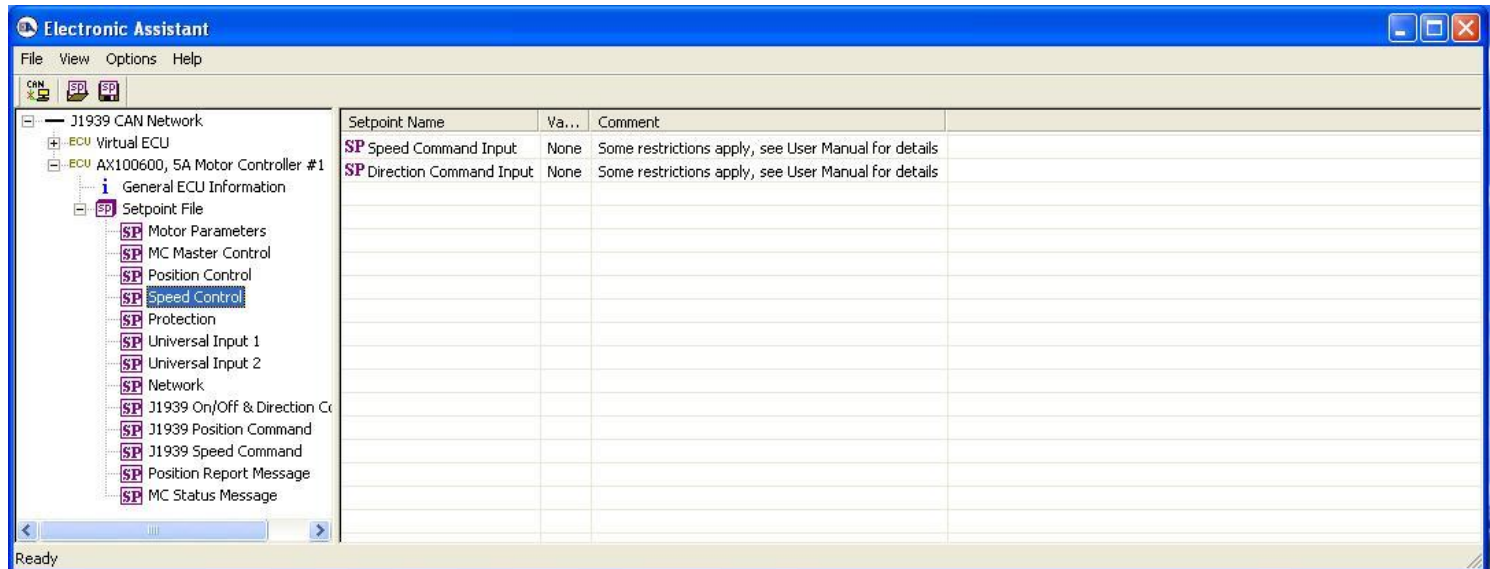 Electronic Assistant
File View Options Help
CAN SP SP
J1939 CAN Network
ECU Virtual ECU
ECU AX100600, 5A Motor Controller #1
i General ECU Information
SP Setpoint File
SP Motor Parameters
SP MC Master Control
SP Position Control
SP Speed Control
SP Protection
SP Universal Input 1
SP Universal Input 2
SP Network
SP J1939 On/Off & Direction Co
SP J1939 Position Command
SP J1939 Speed Command
SP Position Report Message
SP MC Status Message
Setpoint Name Va... Comment
SP Speed Command Input None Some restrictions apply, see User Manual for details
SP Direction Command Input None Some restrictions apply, see User Manual for details
Ready